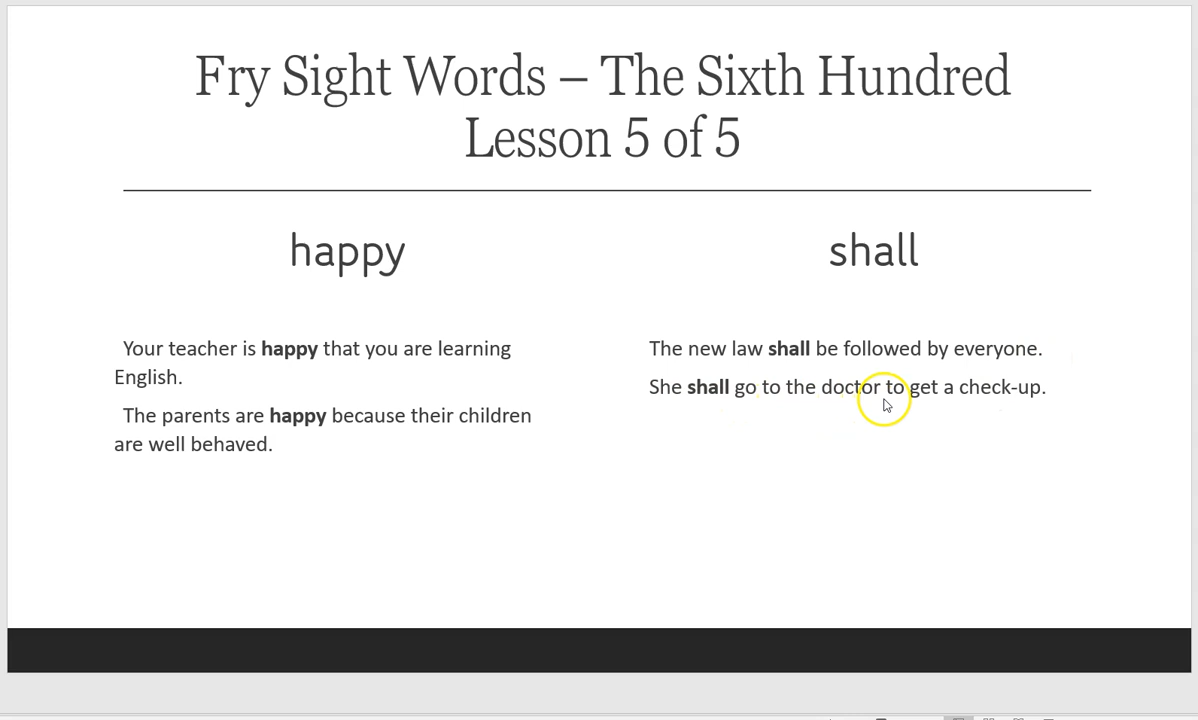 Fry Sight Words – The Sixth Hundred
Lesson 5 of 5
happy
Your teacher is happy that you are learning
English.
The parents are happy because their children
are well behaved.
shall
The new law shall be followed by everyone.
She shall go to the doctor to get a check-up.